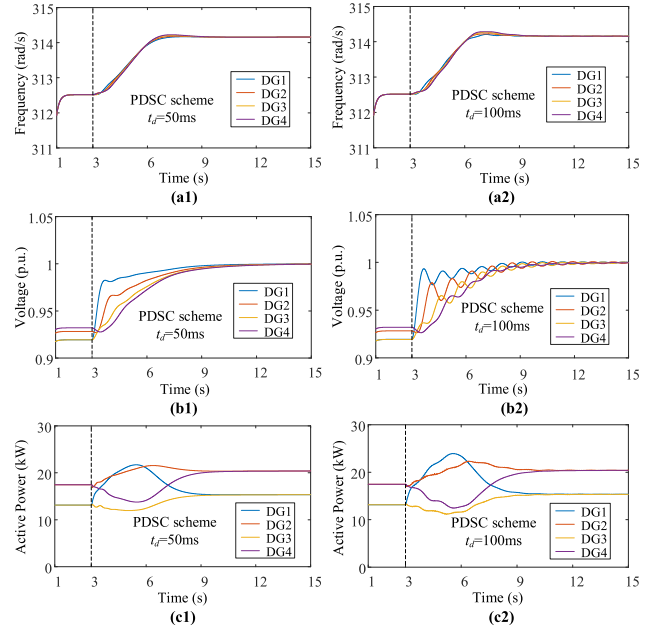 315
314
313
312
311
Frequency (rad/s)
PDSC scheme
t_d=50ms
DG1
DG2
DG3
DG4
1 3 6 9 12 15
Time (s)
(a1)
315
314
313
312
311
Frequency (rad/s)
PDSC scheme
t_d=100ms
DG1
DG2
DG3
DG4
1 3 6 9 12 15
Time (s)
(a2)
1.05
1
0.95
0.9
Voltage (p.u.)
PDSC scheme
t_d=50ms
DG1
DG2
DG3
DG4
1 3 6 9 12 15
Time (s)
(b1)
1.05
1
0.95
0.9
Voltage (p.u.)
PDSC scheme
t_d=100ms
DG1
DG2
DG3
DG4
1 3 6 9 12 15
Time (s)
(b2)
30
20
10
0
Active Power (kW)
PDSC scheme
t_d=50ms
DG1
DG2
DG3
DG4
1 3 6 9 12 15
Time (s)
(c1)
30
20
10
0
Active Power (kW)
PDSC scheme
t_d=100ms
DG1
DG2
DG3
DG4
1 3 6 9 12 15
Time (s)
(c2)